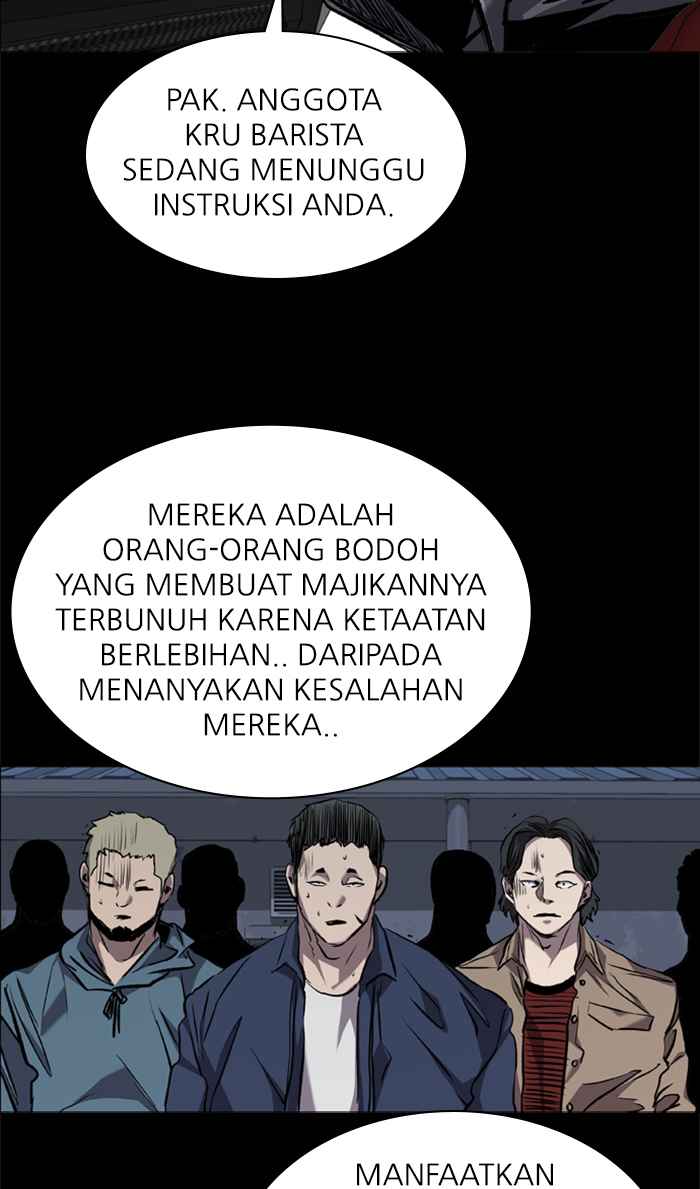 PAK. ANGGOTA
KRU BARISTA
SEDANG MENUNGGU
INSTRUKSI ANDA.
MEREKA ADALAH
ORANG-ORANG BODOH
YANG MEMBUAT MAJIKANNYA
TERBUNUH KARENA KETAATAN
BERLEBIHAN.. DARIPADA
MENANYAKAN KESALAHAN
MEREKA..
MANFAATKAN